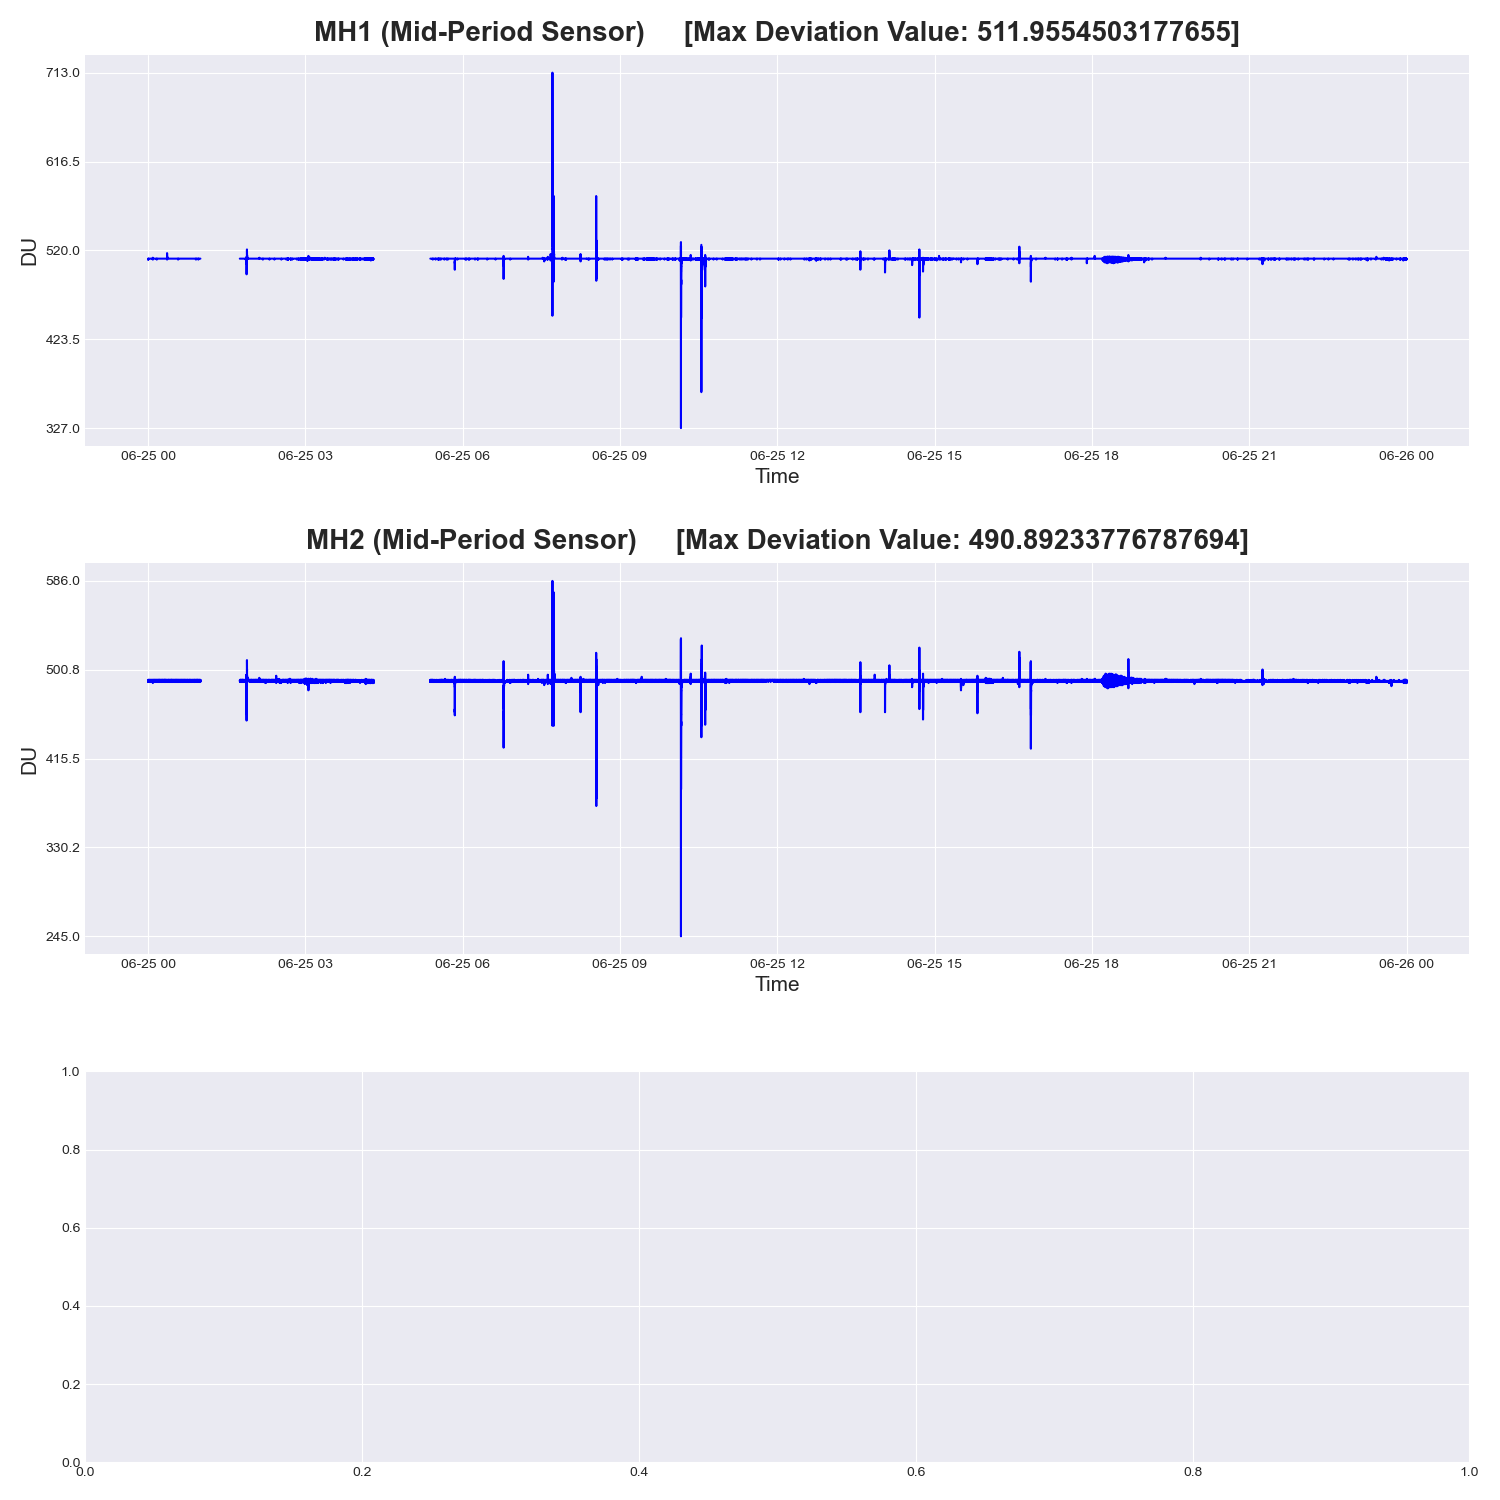 MH1 (Mid-Period Sensor) [Max Deviation Value: 511.9554503177655]
713.0
616.5
520.0
423.5
327.0
DU
06-25 00 06-25 03 06-25 06 06-25 09 06-25 12 06-25 15 06-25 18 06-25 21 06-26 00
Time
MH2 (Mid-Period Sensor) [Max Deviation Value: 490.89233776787694]
586.0
500.8
415.5
330.2
245.0
DU
06-25 00 06-25 03 06-25 06 06-25 09 06-25 12 06-25 15 06-25 18 06-25 21 06-26 00
Time
1.0
0.8
0.6
0.4
0.2
0.0
0.0 0.2 0.4 0.6 0.8 1.0